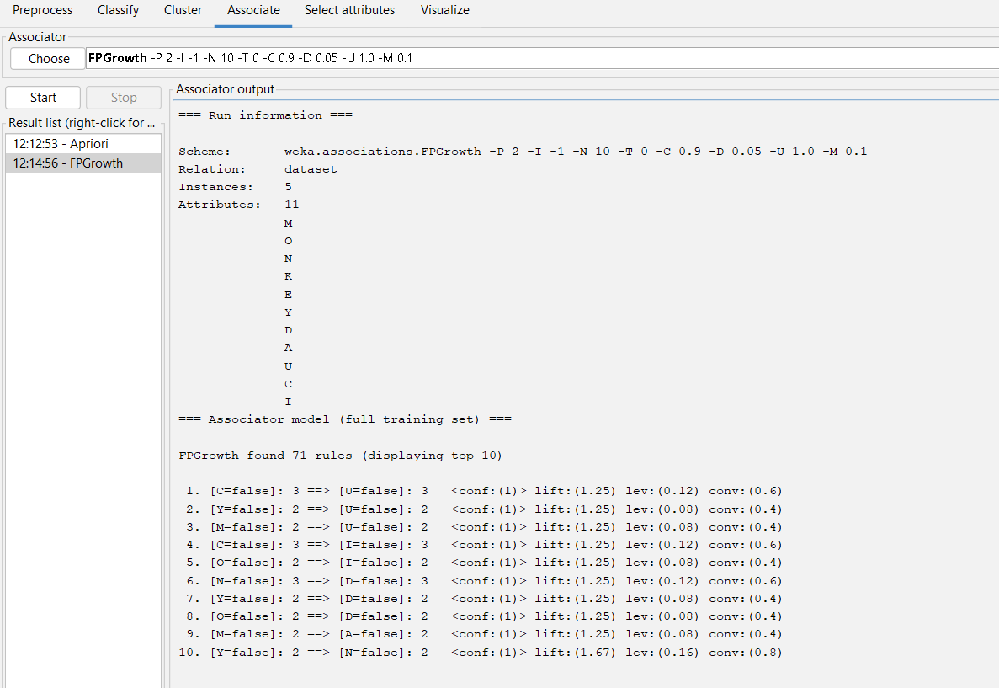 Preprocess Classify Cluster Associate Select attributes Visualize
Associator
Choose FPGrowth -P 2 -I -1 -N 10 -T 0 -C 0.9 -D 0.05 -U 1.0 -M 0.1
Start Stop
Result list (right-click for ...
12:12:53 - Apriori
12:14:56 - FPGrowth
Associator output
=== Run information ===
Scheme: weka.associations.FPGrowth -P 2 -I -1 -N 10 -T 0 -C 0.9 -D 0.05 -U 1.0 -M 0.1
Relation: dataset
Instances: 5
Attributes: 11
M
O
N
K
E
Y
D
A
U
C
I
=== Associator model (full training set) ===
FPGrowth found 71 rules (displaying top 10)
1. [C=false]: 3 ==> [U=false]: 3 <conf:(1)> lift:(1.25) lev:(0.12) conv:(0.6)
2. [Y=false]: 2 ==> [U=false]: 2 <conf:(1)> lift:(1.25) lev:(0.08) conv:(0.4)
3. [M=false]: 2 ==> [U=false]: 2 <conf:(1)> lift:(1.25) lev:(0.08) conv:(0.4)
4. [C=false]: 3 ==> [I=false]: 3 <conf:(1)> lift:(1.25) lev:(0.12) conv:(0.6)
5. [O=false]: 2 ==> [I=false]: 2 <conf:(1)> lift:(1.25) lev:(0.08) conv:(0.4)
6. [N=false]: 3 ==> [D=false]: 3 <conf:(1)> lift:(1.25) lev:(0.12) conv:(0.6)
7. [Y=false]: 2 ==> [D=false]: 2 <conf:(1)> lift:(1.25) lev:(0.08) conv:(0.4)
8. [O=false]: 2 ==> [D=false]: 2 <conf:(1)> lift:(1.25) lev:(0.08) conv:(0.4)
9. [M=false]: 2 ==> [A=false]: 2 <conf:(1)> lift:(1.25) lev:(0.08) conv:(0.4)
10. [Y=false]: 2 ==> [N=false]: 2 <conf:(1)> lift:(1.67) lev:(0.16) conv:(0.8)